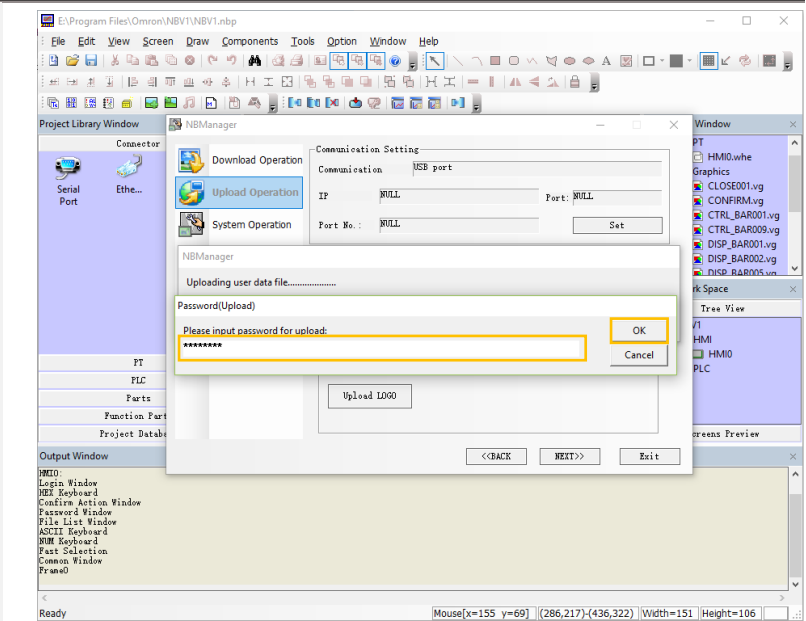 E:\Program Files\Omron\NBV1\NBV1.nbp
File Edit View Screen Draw Components Tools Option Window Help
Project Library Window
Connector
Serial Port
Ethe...
PT
PLC
Parts
Function Part
Project Databa
NBManager
Download Operation
Upload Operation
System Operation
Communication Setting
Communication USB port
IP NULL Port: NULL
Port No.: NULL Set
NBManager
Uploading user data file....................
Password(Upload)
Please input password for upload:
********
OK
Cancel
Upload LOGO
<<BACK NEXT>> Exit
Window
PT
HMI0.whe
Graphics
CLOSE001.vg
CONFIRM.vg
CTRL_BAR001.vg
CTRL_BAR009.vg
DISP_BAR001.vg
DISP_BAR002.vg
DISP_BAR005.vg
rk Space
Tree View
V1
HMI
HMI0
PLC
creens Preview
Output Window
HMI0:
Login Window
HEX Keyboard
Confirm Action Window
Password Window
File List Window
ASCII Keyboard
NUM Keyboard
Fast Selection
Common Window
Frame0
Ready
Mouse[x=155 y=69] (286,217)-(436,322) Width=151 Height=106